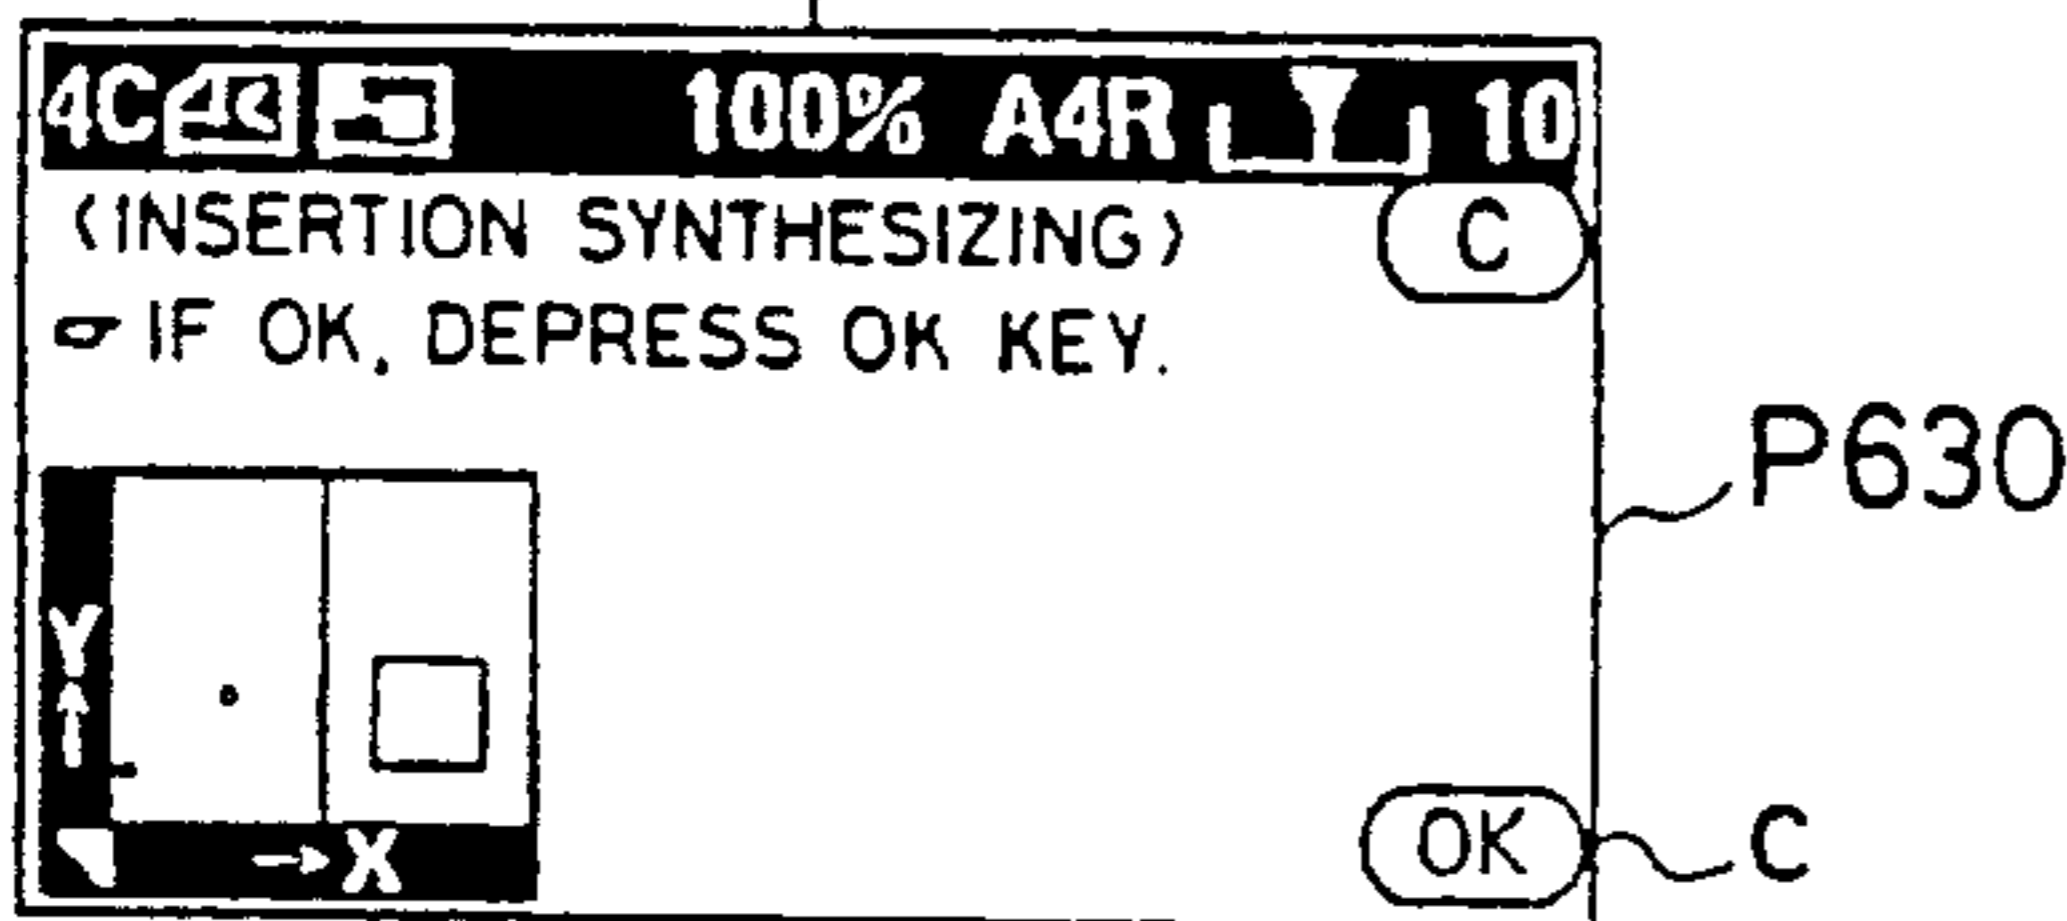 4C 100% A4R 10
(INSERTION SYNTHESIZING) C
IF OK, DEPRESS OK KEY.
P630
Y
X
OK C